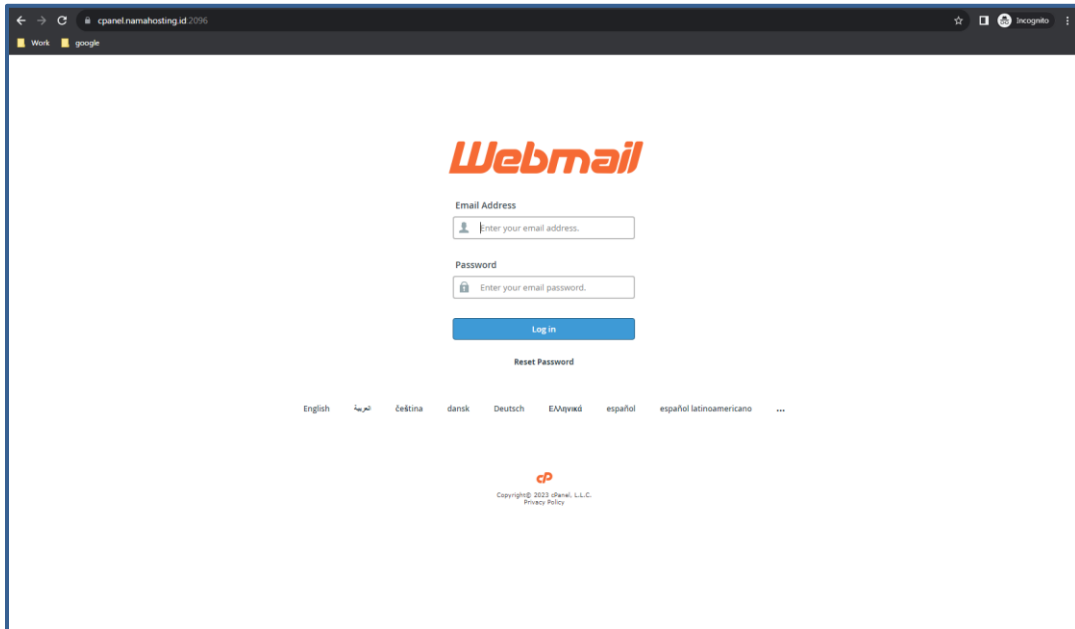 cpanel.namahosting.id:2096
Incognito
Work google
Webmail
Email Address
Enter your email address.
Password
Enter your email password.
Log in
Reset Password
English العربية čeština dansk Deutsch Ελληνικά español español latinoamericano ...
cP
Copyright© 2023 cPanel, L.L.C.
Privacy Policy